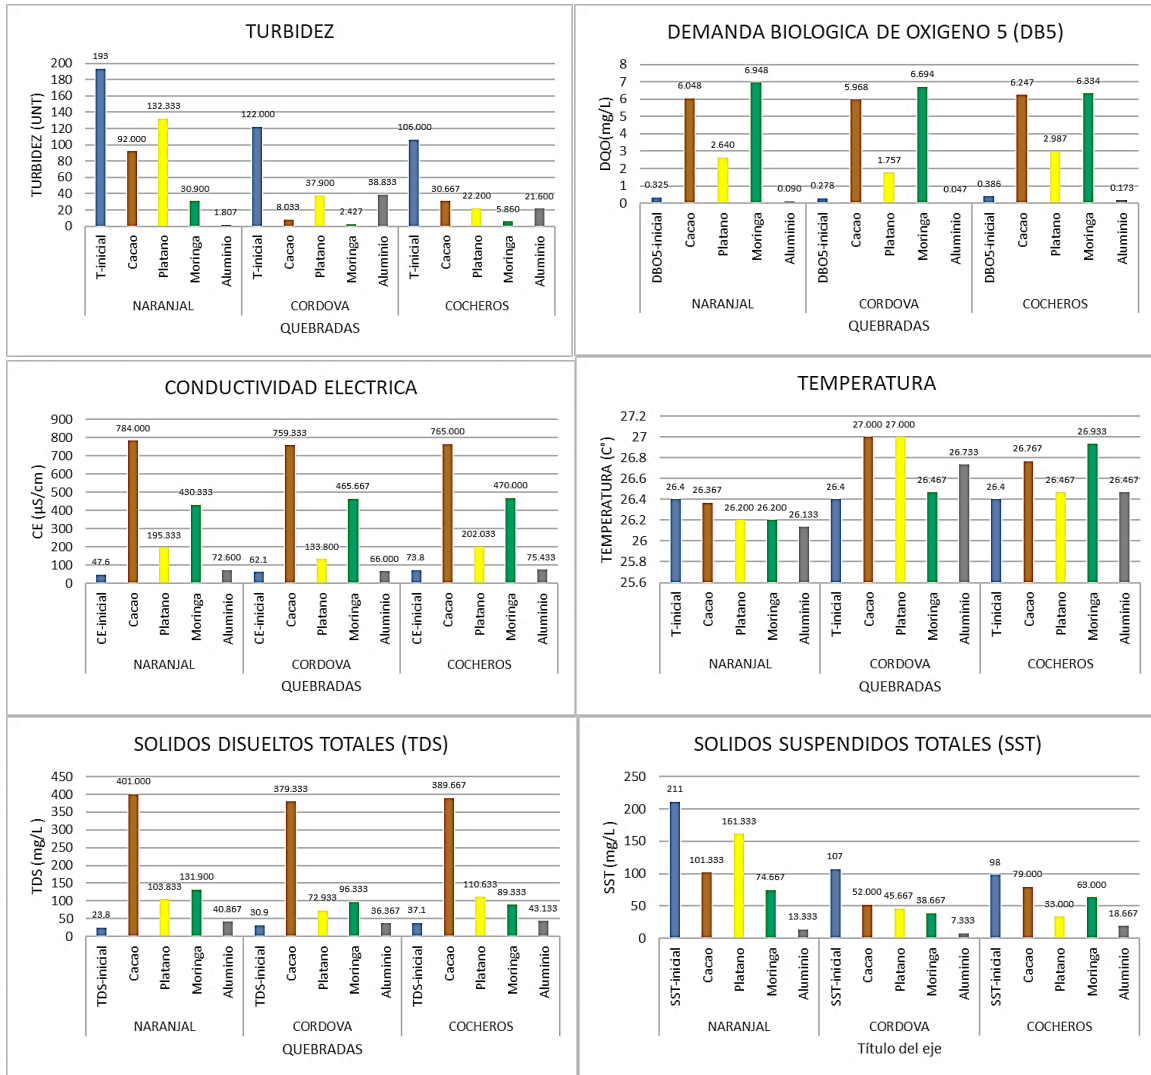 TURBIDEZ
TURBIDEZ (UNT)
200
180
160
140
120
100
80
60
40
20
0
193
92.000
132.333
30.900
1.807
122.000
8.033
37.900
2.427
38.833
106.000
30.667
22.200
5.860
21.600
T-inicial
Cacao
Platano
Moringa
Aluminio
T-inicial
Cacao
Platano
Moringa
Aluminio
T-inicial
Cacao
Platano
Moringa
Aluminio
NARANJAL
CORDOVA
COCHEROS
QUEBRADAS
DEMANDA BIOLOGICA DE OXIGENO 5 (DB5)
DQO(mg/L)
8
7
6
5
4
3
2
1
0
0.325
6.048
2.640
6.948
0.090
0.278
5.968
1.757
6.694
0.047
0.386
6.247
2.987
6.334
0.173
DBO5-inicial
Cacao
Platano
Moringa
Aluminio
DBO5-inicial
Cacao
Platano
Moringa
Aluminio
DBO5-inicial
Cacao
Platano
Moringa
Aluminio
NARANJAL
CORDOVA
COCHEROS
QUEBRADAS
CONDUCTIVIDAD ELECTRICA
CE (µS/cm )
900
800
700
600
500
400
300
200
100
0
47.6
784.000
195.333
430.333
72.600
62.1
759.333
133.800
465.667
66.000
73.8
765.000
202.033
470.000
75.433
CE-inicial
Cacao
Platano
Moringa
Aluminio
CE-inicial
Cacao
Platano
Moringa
Aluminio
CE-inicial
Cacao
Platano
Moringa
Aluminio
NARANJAL
CORDOVA
COCHEROS
QUEBRADAS
TEMPERATURA
TEMPERATURA (C°)
27.2
27
26.8
26.6
26.4
26.2
26
25.8
25.6
26.4
26.367
26.200
26.200
26.133
26.4
27.000
27.000
26.467
26.733
26.4
26.767
26.467
26.933
26.467
T-inicial
Cacao
Platano
Moringa
Aluminio
T-inicial
Cacao
Platano
Moringa
Aluminio
T-inicial
Cacao
Platano
Moringa
Aluminio
NARANJAL
CORDOVA
COCHEROS
QUEBRADAS
SOLIDOS DISUELTOS TOTALES (TDS)
TDS (mg/L )
450
400
350
300
250
200
150
100
50
0
23.8
401.000
103.833
131.900
40.867
30.9
379.333
72.933
96.333
36.367
37.1
389.667
110.633
89.333
43.133
TDS-inicial
Cacao
Platano
Moringa
Aluminio
TDS-inicial
Cacao
Platano
Moringa
Aluminio
TDS-inicial
Cacao
Platano
Moringa
Aluminio
NARANJAL
CORDOVA
COCHEROS
QUEBRADAS
SOLIDOS SUSPENDIDOS TOTALES (SST)
SST (mg/L )
250
200
150
100
50
0
211
101.333
161.333
74.667
13.333
107
52.000
45.667
38.667
7.333
98
79.000
33.000
63.000
18.667
SST-inicial
Cacao
Platano
Moringa
Aluminio
SST-inicial
Cacao
Platano
Moringa
Aluminio
SST-inicial
Cacao
Platano
Moringa
Aluminio
NARANJAL
CORDOVA
COCHEROS
Título del eje